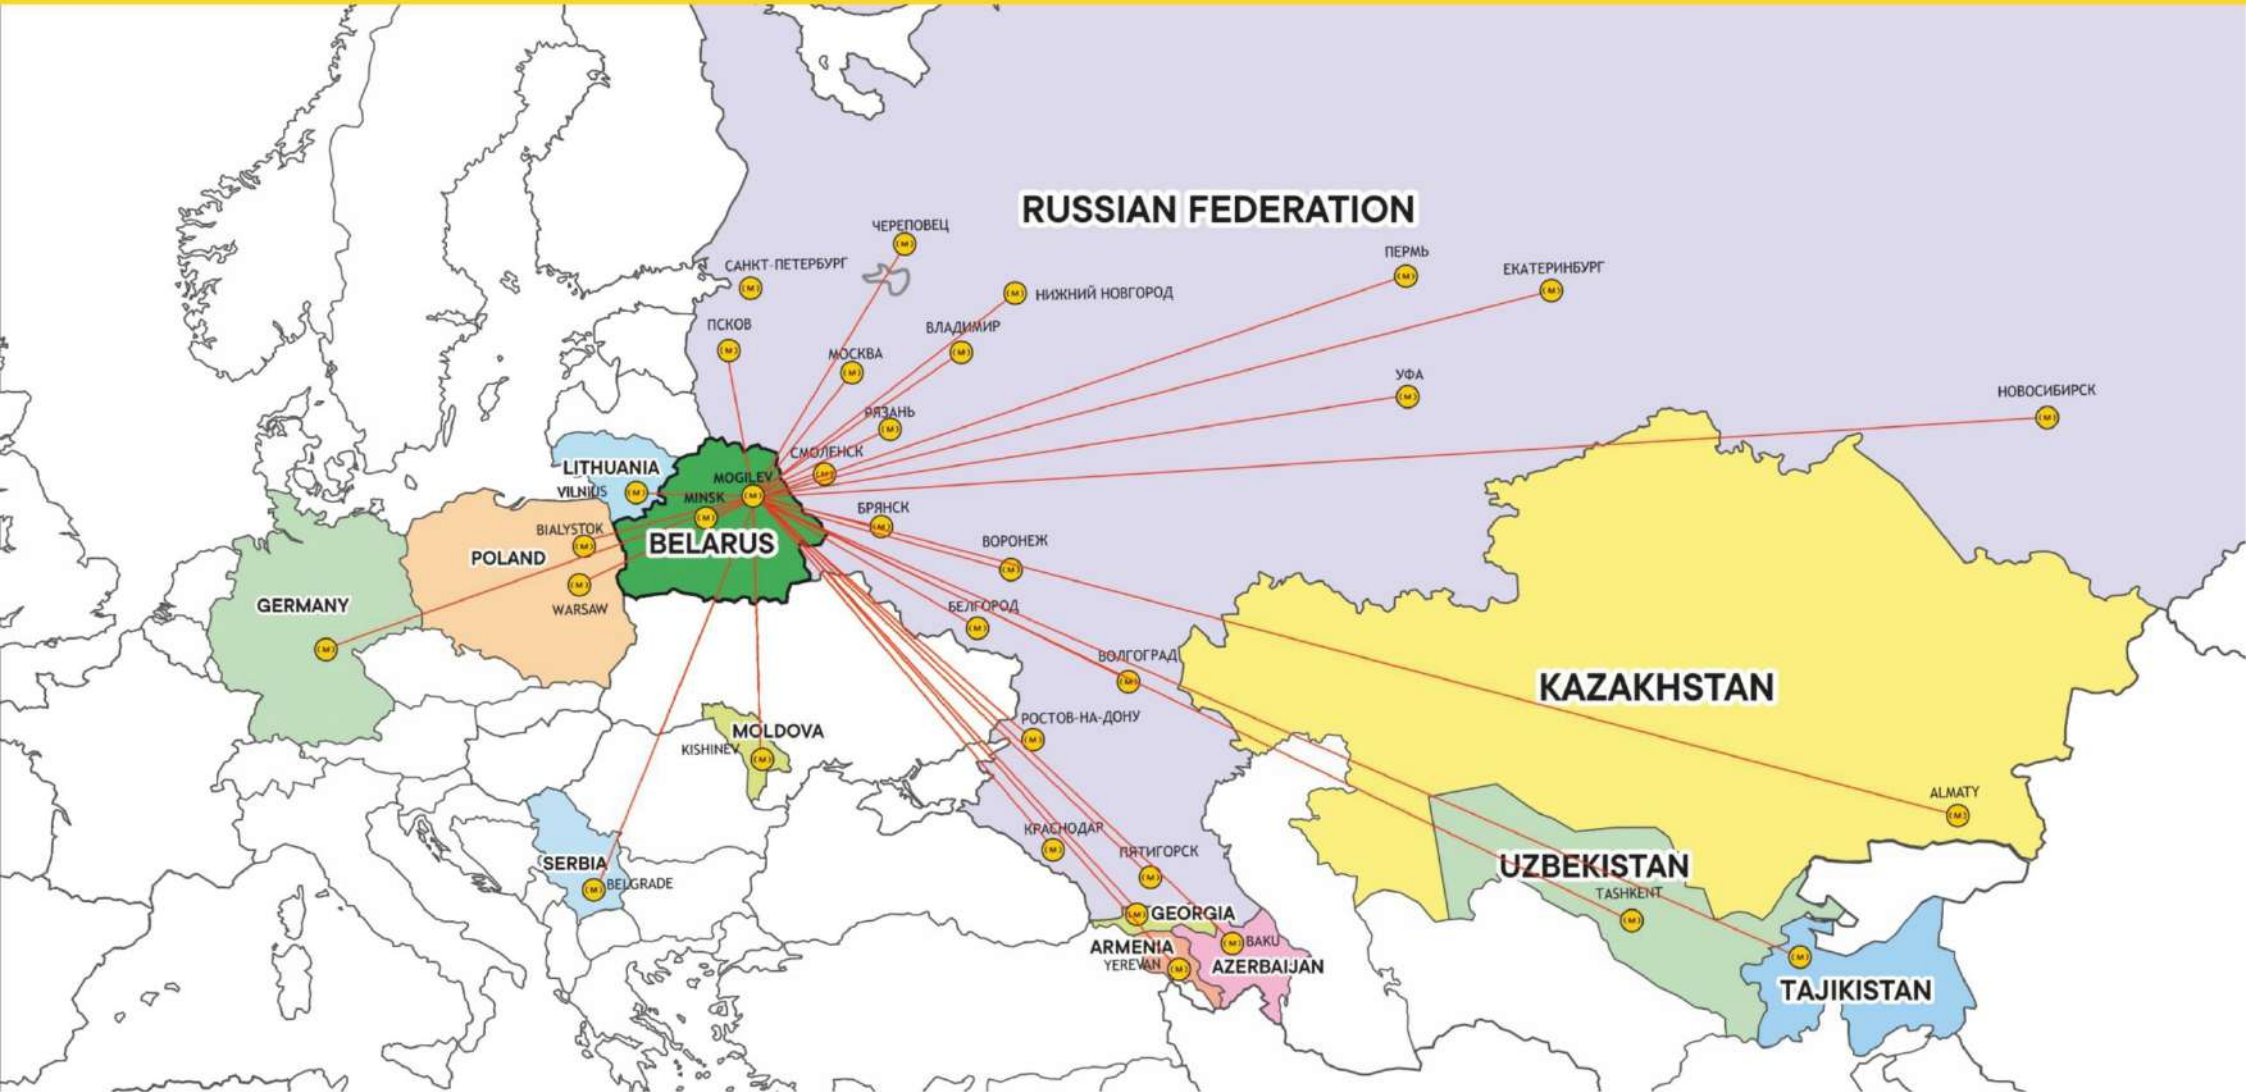 RUSSIAN FEDERATION
ЧЕРЕПОВЕЦ
САНКТ-ПЕТЕРБУРГ
ПЕРМЬ
ЕКАТЕРИНБУРГ
НИЖНИЙ НОВГОРОД
ПСКОВ
ВЛАДИМИР
МОСКВА
УФА
НОВОСИБИРСК
РЯЗАНЬ
СМОЛЕНСК
LITHUANIA
VILNIUS
MOGILEV
MINSK
БРЯНСК
BIALYSTOK
BELARUS
ВОРОНЕЖ
POLAND
WARSAW
GERMANY
БЕЛГОРОД
ВОЛГОГРАД
KAZAKHSTAN
РОСТОВ-НА-ДОНУ
MOLDOVA
KISHINEV
ALMATY
КРАСНОДАР
ПЯТИГОРСК
SERBIA
BELGRADE
UZBEKISTAN
TASHKENT
GEORGIA
ARMENIA
BAKU
YEREVAN
AZERBAIJAN
TAJIKISTAN